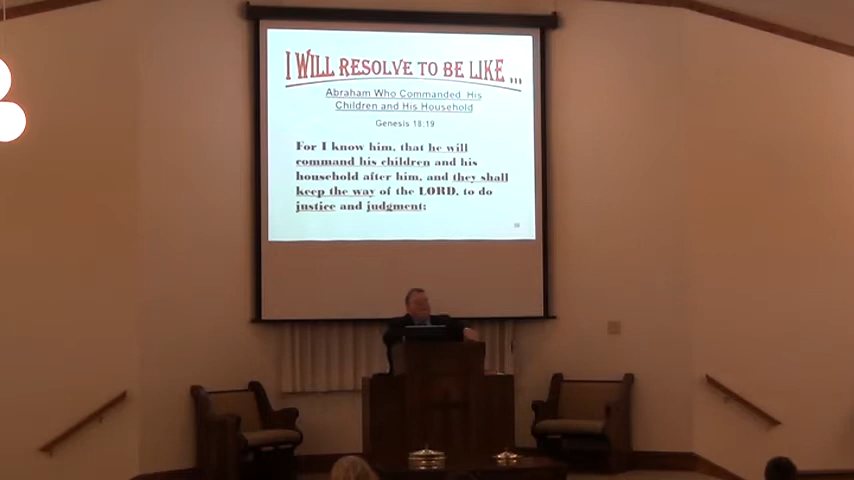 I WILL RESOLVE TO BE LIKE ...
Abraham Who Commanded His
Children and His Household
Genesis 18:19
For I know him, that he will
command his children and his
household after him, and they shall
keep the way of the LORD, to do
justice and judgment;